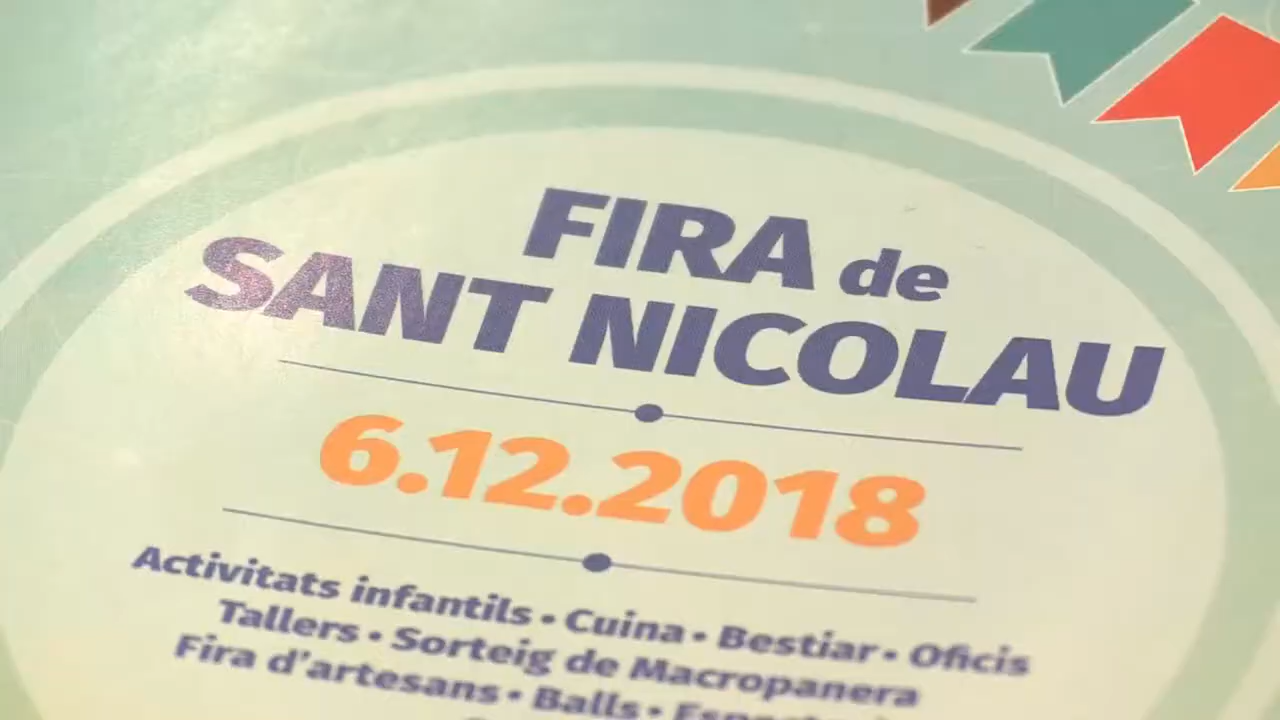 FIRA de
SANT NICOLAU
6.12.2018
Activitats infantils • Cuina • Bestiar • Oficis
Tallers • Sorteig de Macropanera
Fira d'artesans • Balls •